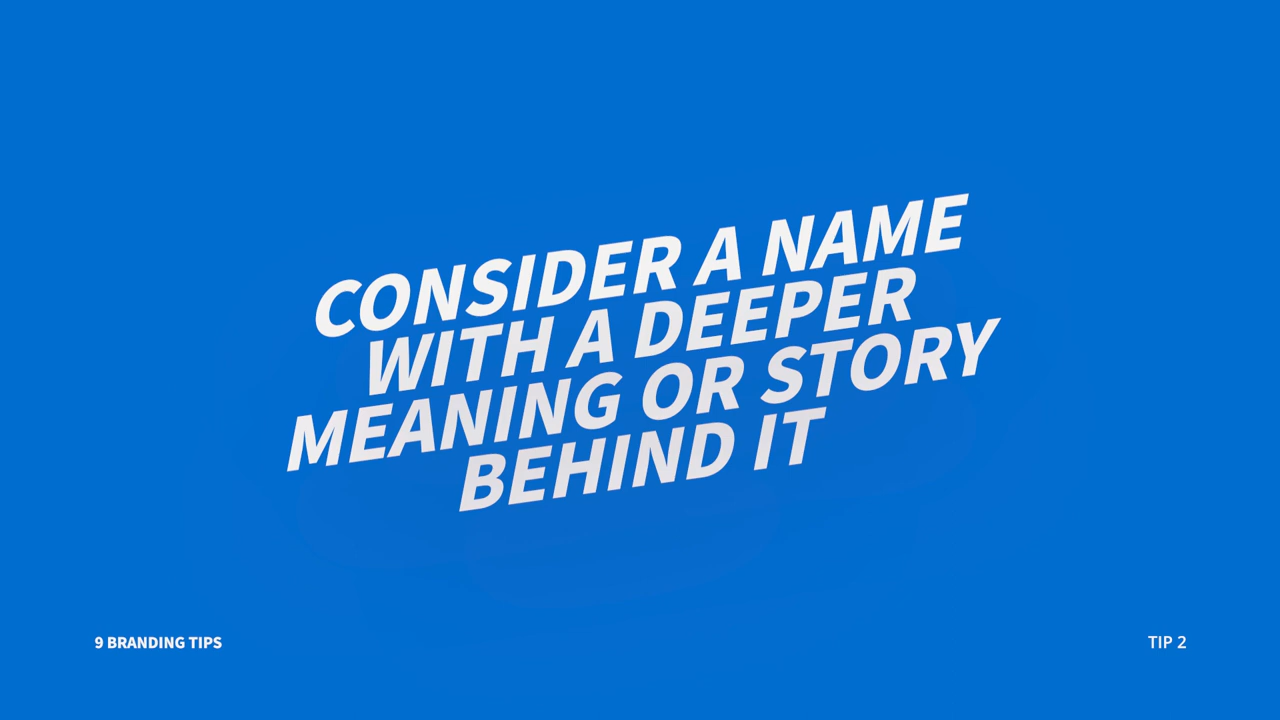 CONSIDER A NAME
WITH A DEEPER
MEANING OR STORY
BEHIND IT
9 BRANDING TIPS
TIP 2